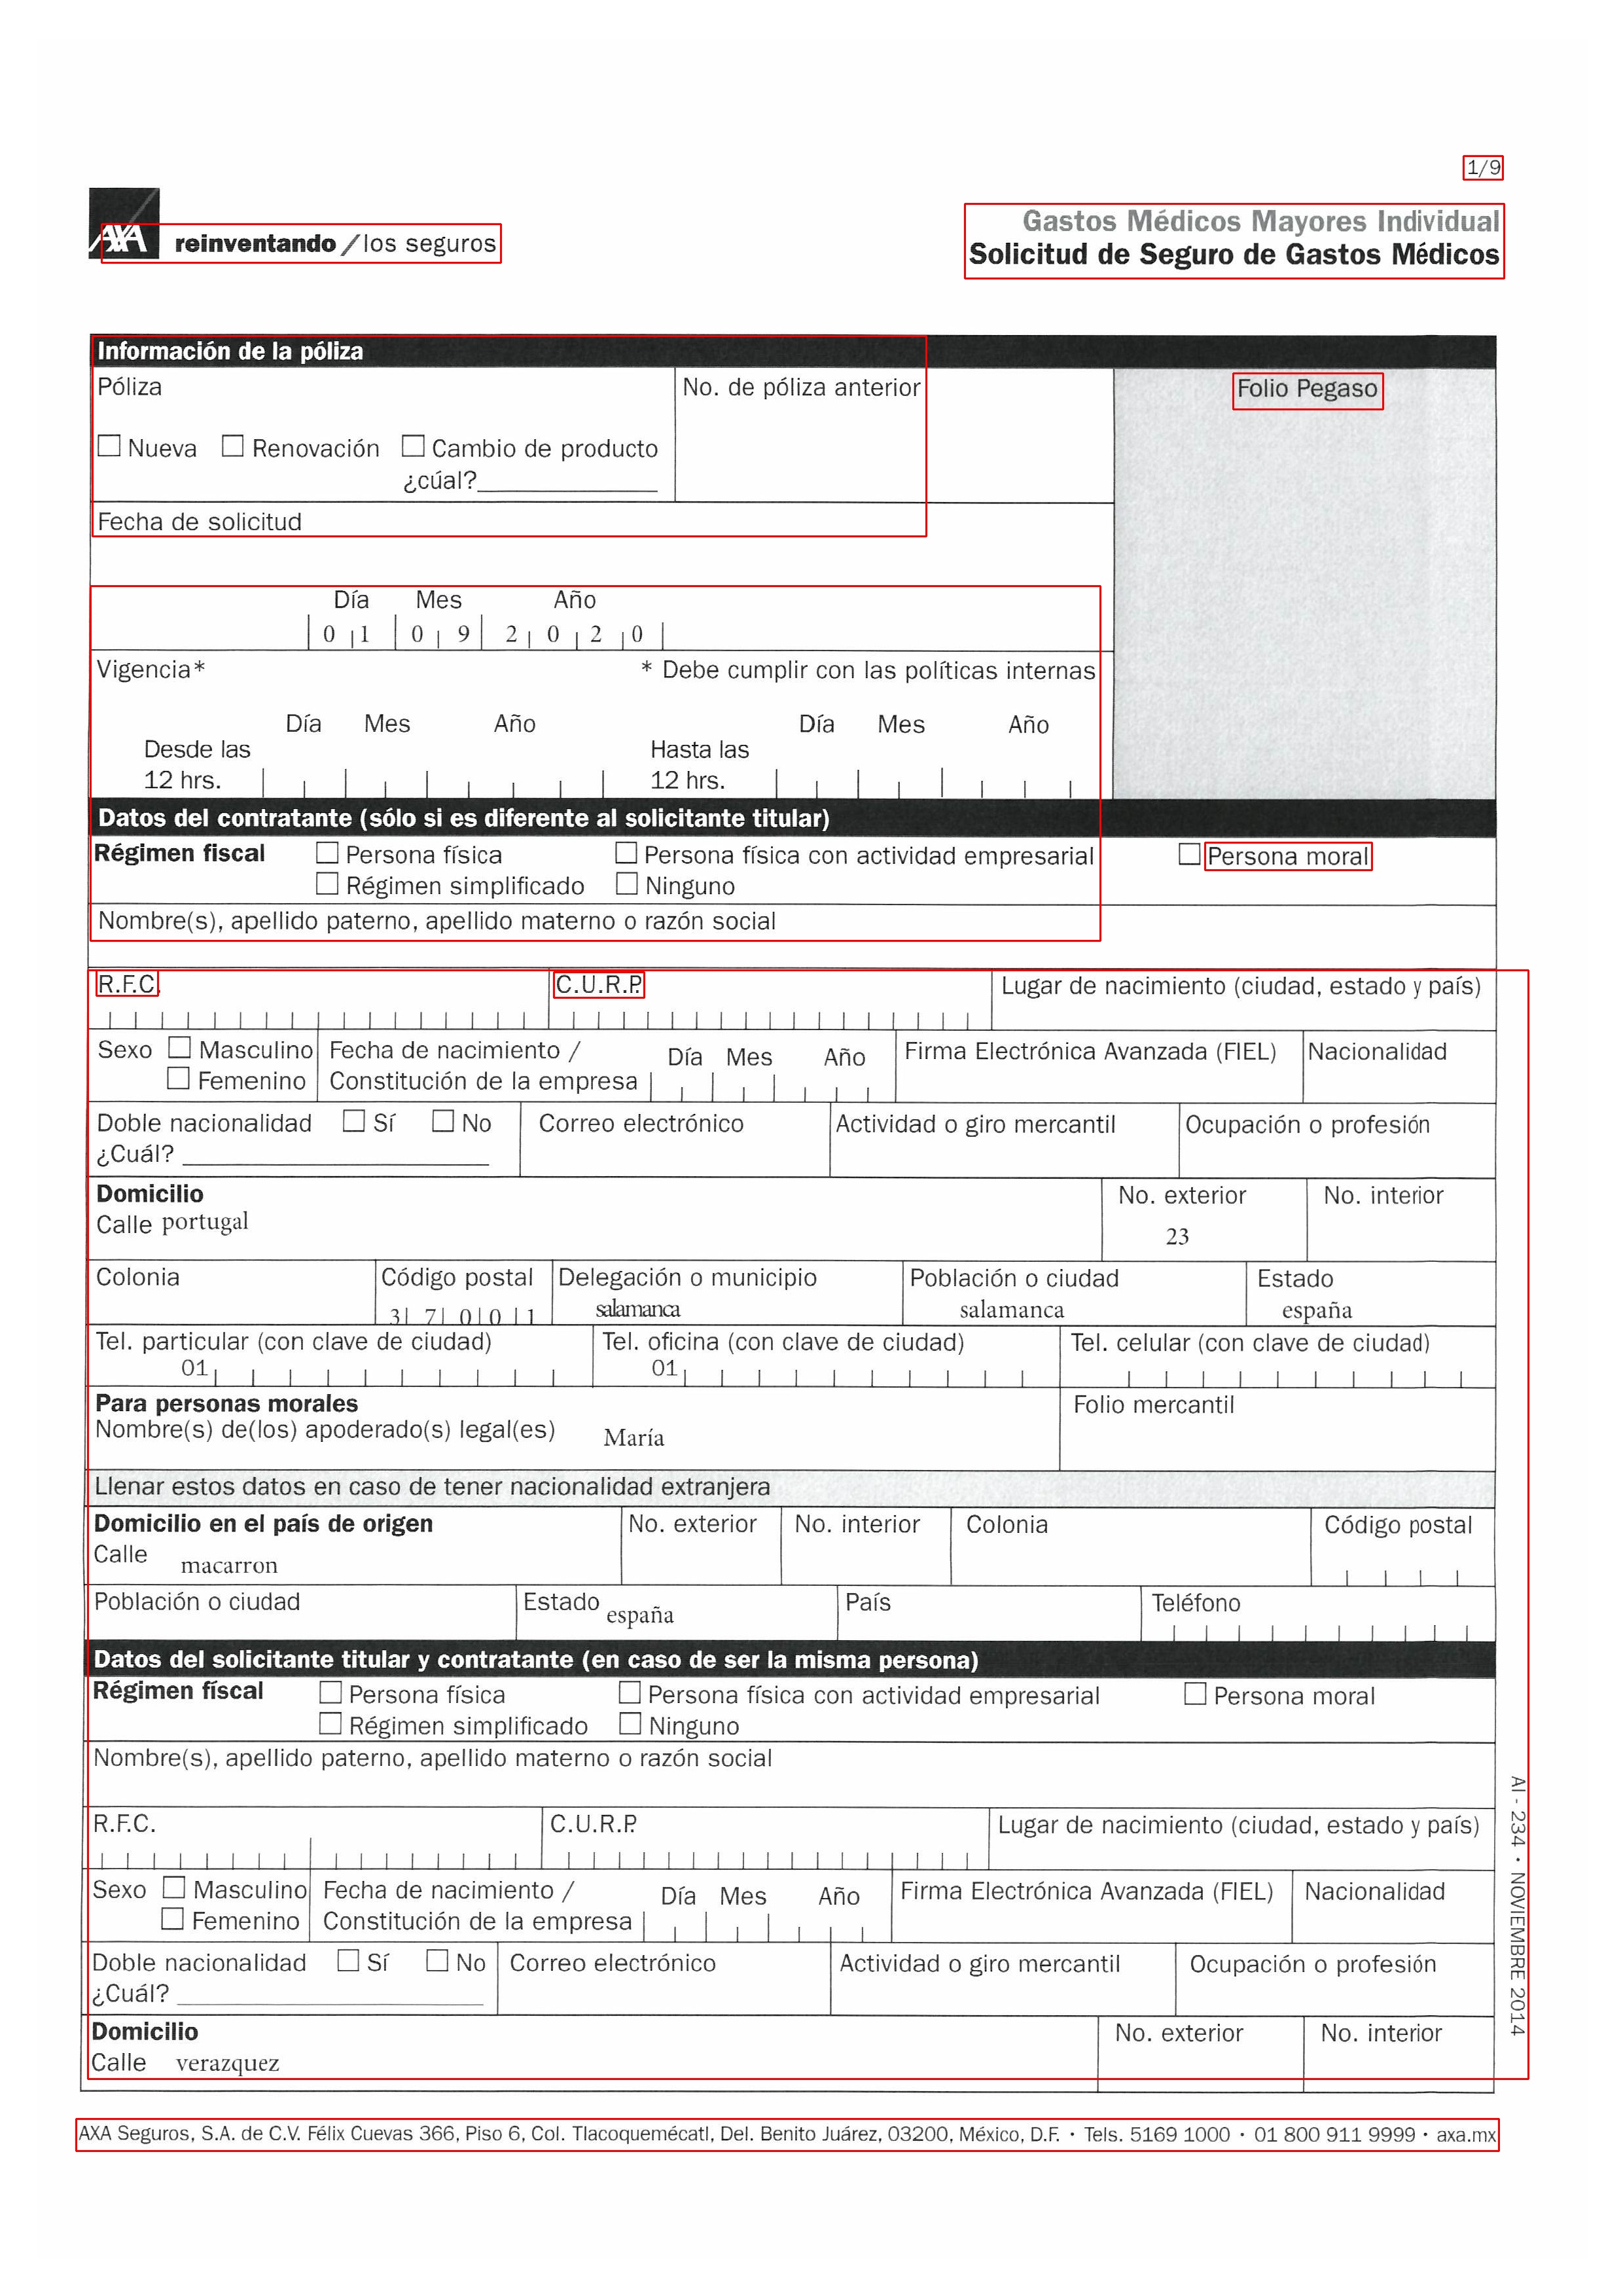 1/9
AXA reinventando / los seguros
Gastos Médicos Mayores Individual
Solicitud de Seguro de Gastos Médicos
Información de la póliza
Póliza No. de póliza anterior Folio Pegaso
Nueva Renovación Cambio de producto
¿cúal?
Fecha de solicitud
Día Mes Año
0 1 0 9 2 0 2 0
Vigencia* * Debe cumplir con las políticas internas
Día Mes Año Día Mes Año
Desde las Hasta las
12 hrs. 12 hrs.
Datos del contratante (sólo si es diferente al solicitante titular)
Régimen fiscal Persona física Persona física con actividad empresarial Persona moral
Régimen simplificado Ninguno
Nombre(s), apellido paterno, apellido materno o razón social
R.F.C. C.U.R.P. Lugar de nacimiento (ciudad, estado y país)
Sexo Masculino Fecha de nacimiento / Día Mes Año Firma Electrónica Avanzada (FIEL) Nacionalidad
Femenino Constitución de la empresa
Doble nacionalidad Sí No Correo electrónico Actividad o giro mercantil Ocupación o profesión
¿Cuál?
Domicilio No. exterior No. interior
Calle portugal 23
Colonia Código postal Delegación o municipio Población o ciudad Estado
3 7 0 0 1 salamanca salamanca españa
Tel. particular (con clave de ciudad) Tel. oficina (con clave de ciudad) Tel. celular (con clave de ciudad)
01 01
Para personas morales Folio mercantil
Nombre(s) de(los) apoderado(s) legal(es) María
Llenar estos datos en caso de tener nacionalidad extranjera
Domicilio en el país de origen No. exterior No. interior Colonia Código postal
Calle macarron
Población o ciudad Estado españa País Teléfono
Datos del solicitante titular y contratante (en caso de ser la misma persona)
Régimen físcal Persona física Persona física con actividad empresarial Persona moral
Régimen simplificado Ninguno
Nombre(s), apellido paterno, apellido materno o razón social
R.F.C. C.U.R.P. Lugar de nacimiento (ciudad, estado y país)
Sexo Masculino Fecha de nacimiento / Día Mes Año Firma Electrónica Avanzada (FIEL) Nacionalidad
Femenino Constitución de la empresa
Doble nacionalidad Sí No Correo electrónico Actividad o giro mercantil Ocupación o profesión
¿Cuál?
Domicilio No. exterior No. interior
Calle verazquez
AI - 234 • NOVIEMBRE 2014
AXA Seguros, S.A. de C.V. Félix Cuevas 366, Piso 6, Col. Tlacoquemécatl, Del. Benito Juárez, 03200, México, D.F. • Tels. 5169 1000 • 01 800 911 9999 • axa.mx